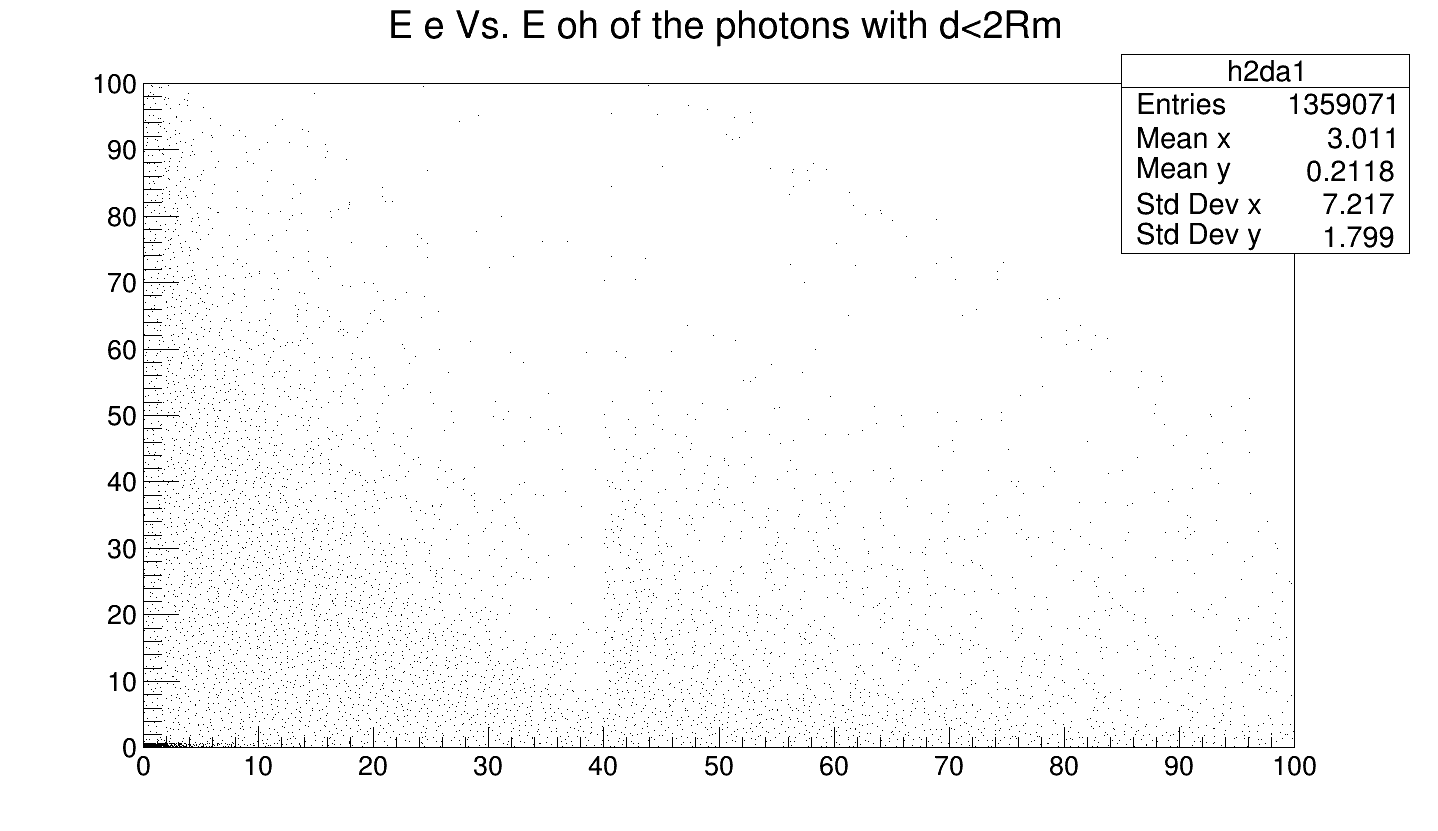 E e Vs. E oh of the photons with d<2Rm
h2da1
Entries 1359071
Mean x 3.011
Mean y 0.2118
Std Dev x 7.217
Std Dev y 1.799
100
90
80
70
60
50
40
30
20
10
0
0 10 20 30 40 50 60 70 80 90 100